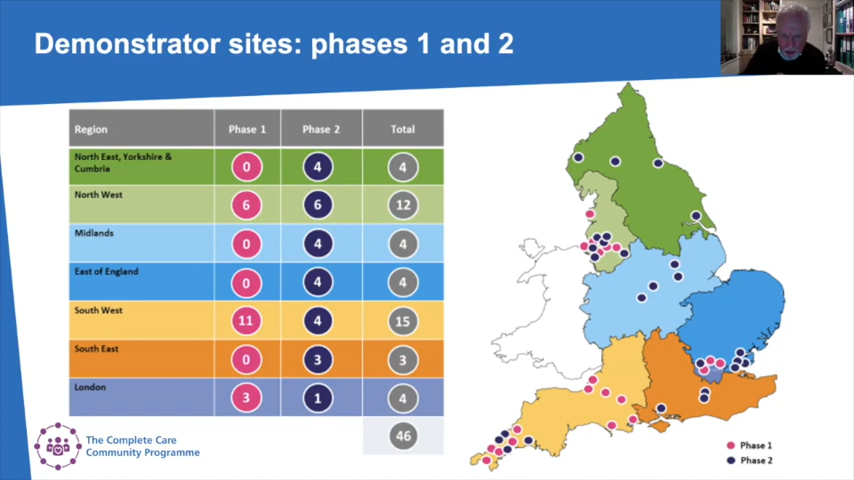 Demonstrator sites: phases 1 and 2
Region Phase 1 Phase 2 Total
North East, Yorkshire &
Cumbria 0 4 4
North West 6 6 12
Midlands 0 4 4
East of England 0 4 4
South West 11 4 15
South East 0 3 3
London 3 1 4
46
The Complete Care
Community Programme
Phase 1
Phase 2